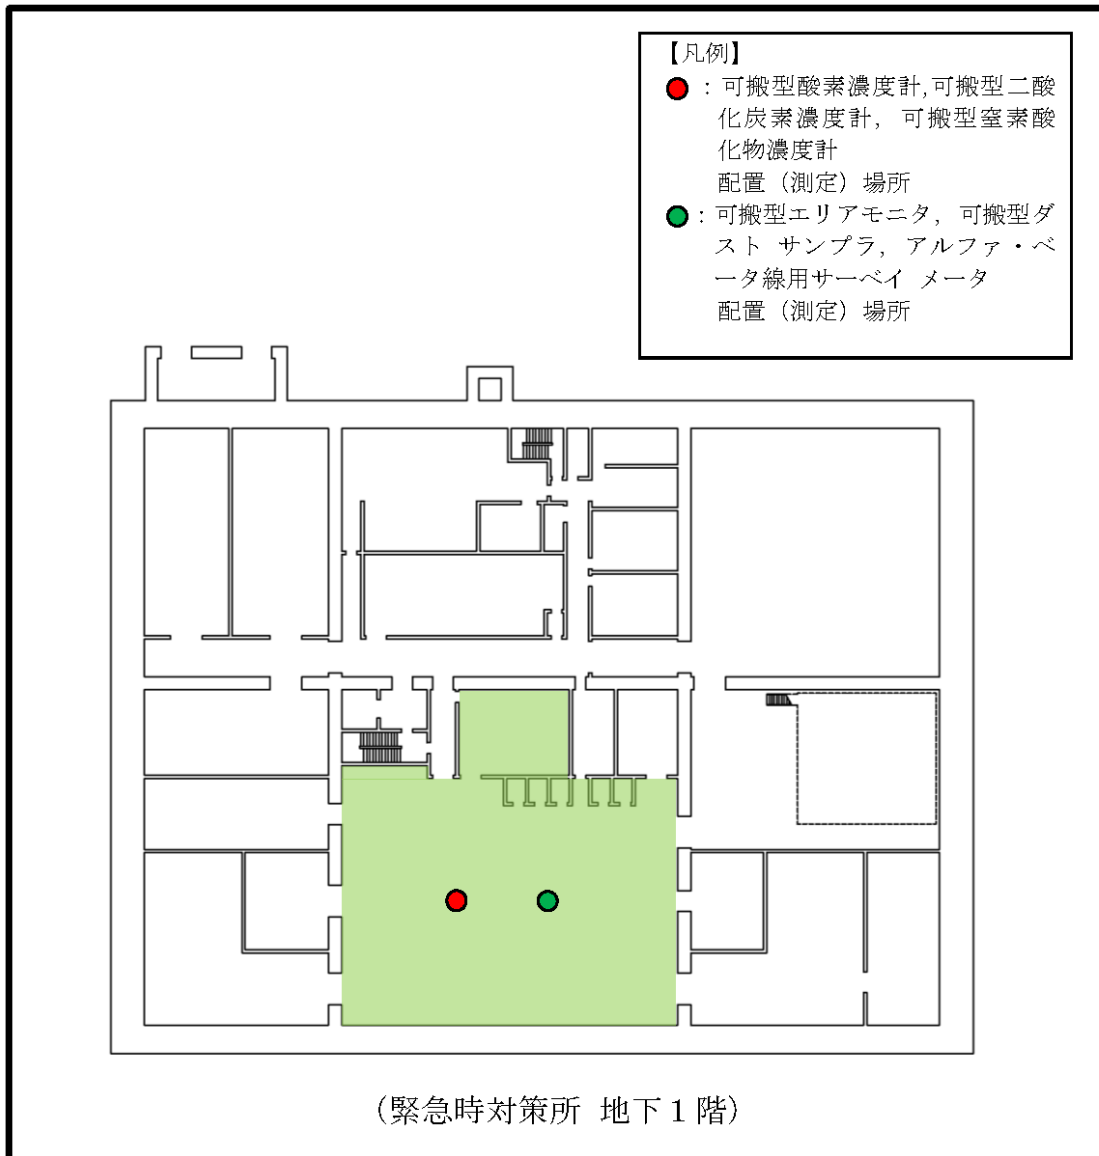 【凡例】
：可搬型酸素濃度計,可搬型二酸
化炭素濃度計，可搬型窒素酸
化物濃度計
配置（測定）場所
：可搬型エリアモニタ，可搬型ダ
スト サンプラ，アルファ・ベ
ータ線用サーベイ メータ
配置（測定）場所
（緊急時対策所 地下１階）